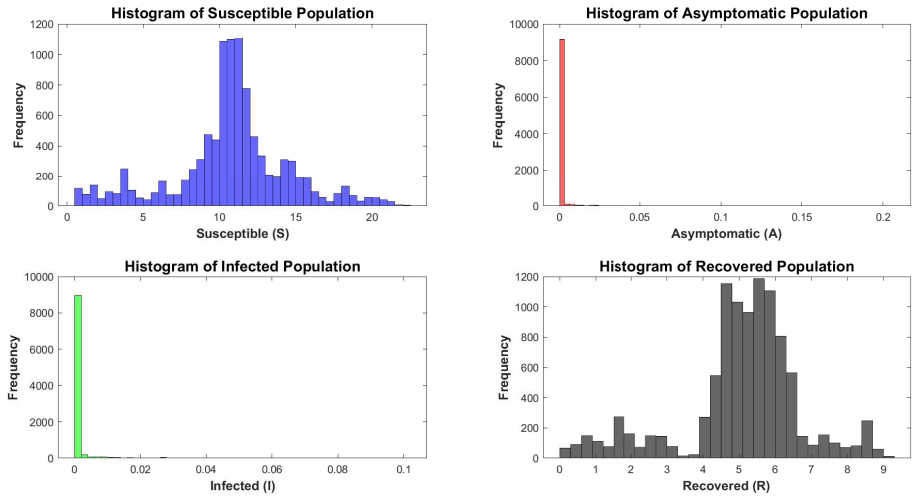 Histogram of Susceptible Population
1200
1000
800
600
400
200
0
Frequency
0 5 10 15 20
Susceptible (S)
Histogram of Asymptomatic Population
10000
8000
6000
4000
2000
0
Frequency
0 0.05 0.1 0.15 0.2
Asymptomatic (A)
Histogram of Infected Population
10000
8000
6000
4000
2000
0
Frequency
0 0.02 0.04 0.06 0.08 0.1
Infected (I)
Histogram of Recovered Population
1200
1000
800
600
400
200
0
Frequency
0 1 2 3 4 5 6 7 8 9
Recovered (R)